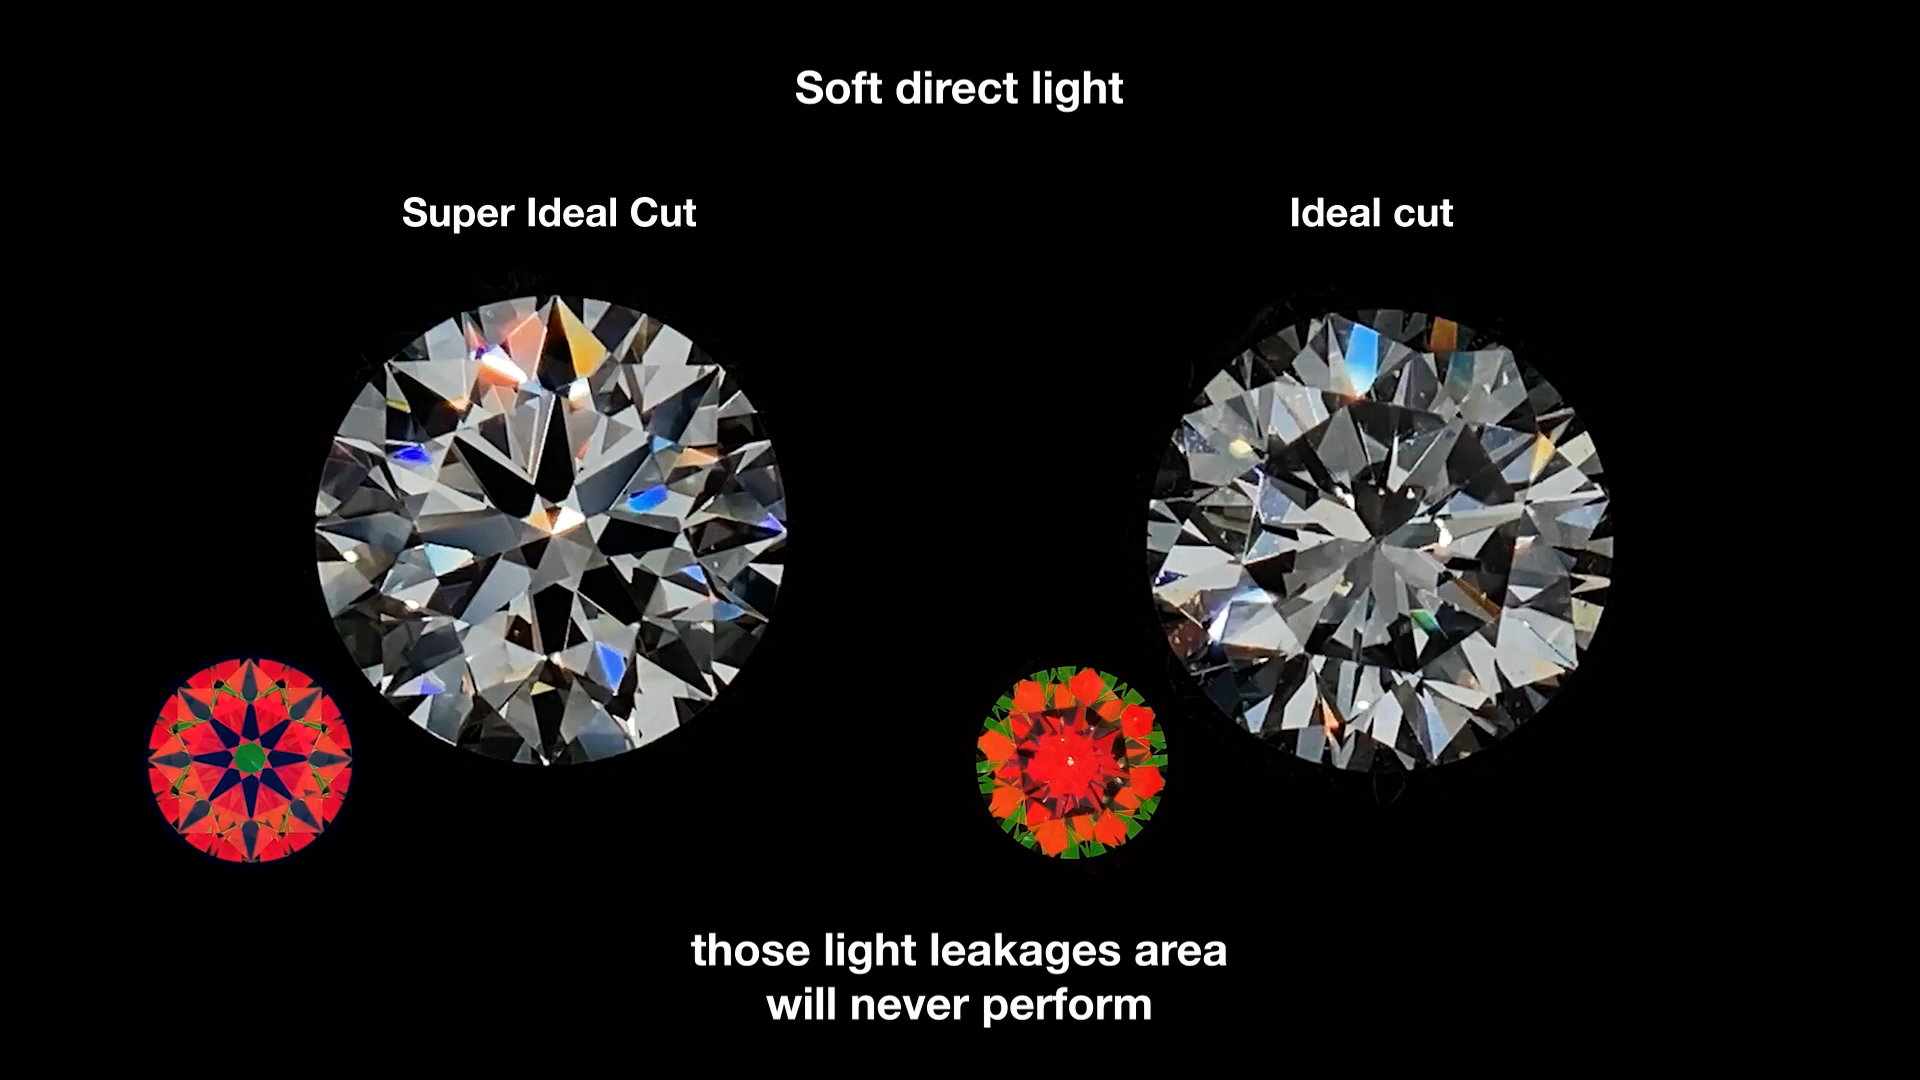 Soft direct light
Super Ideal Cut
Ideal cut
those light leakages area
will never perform